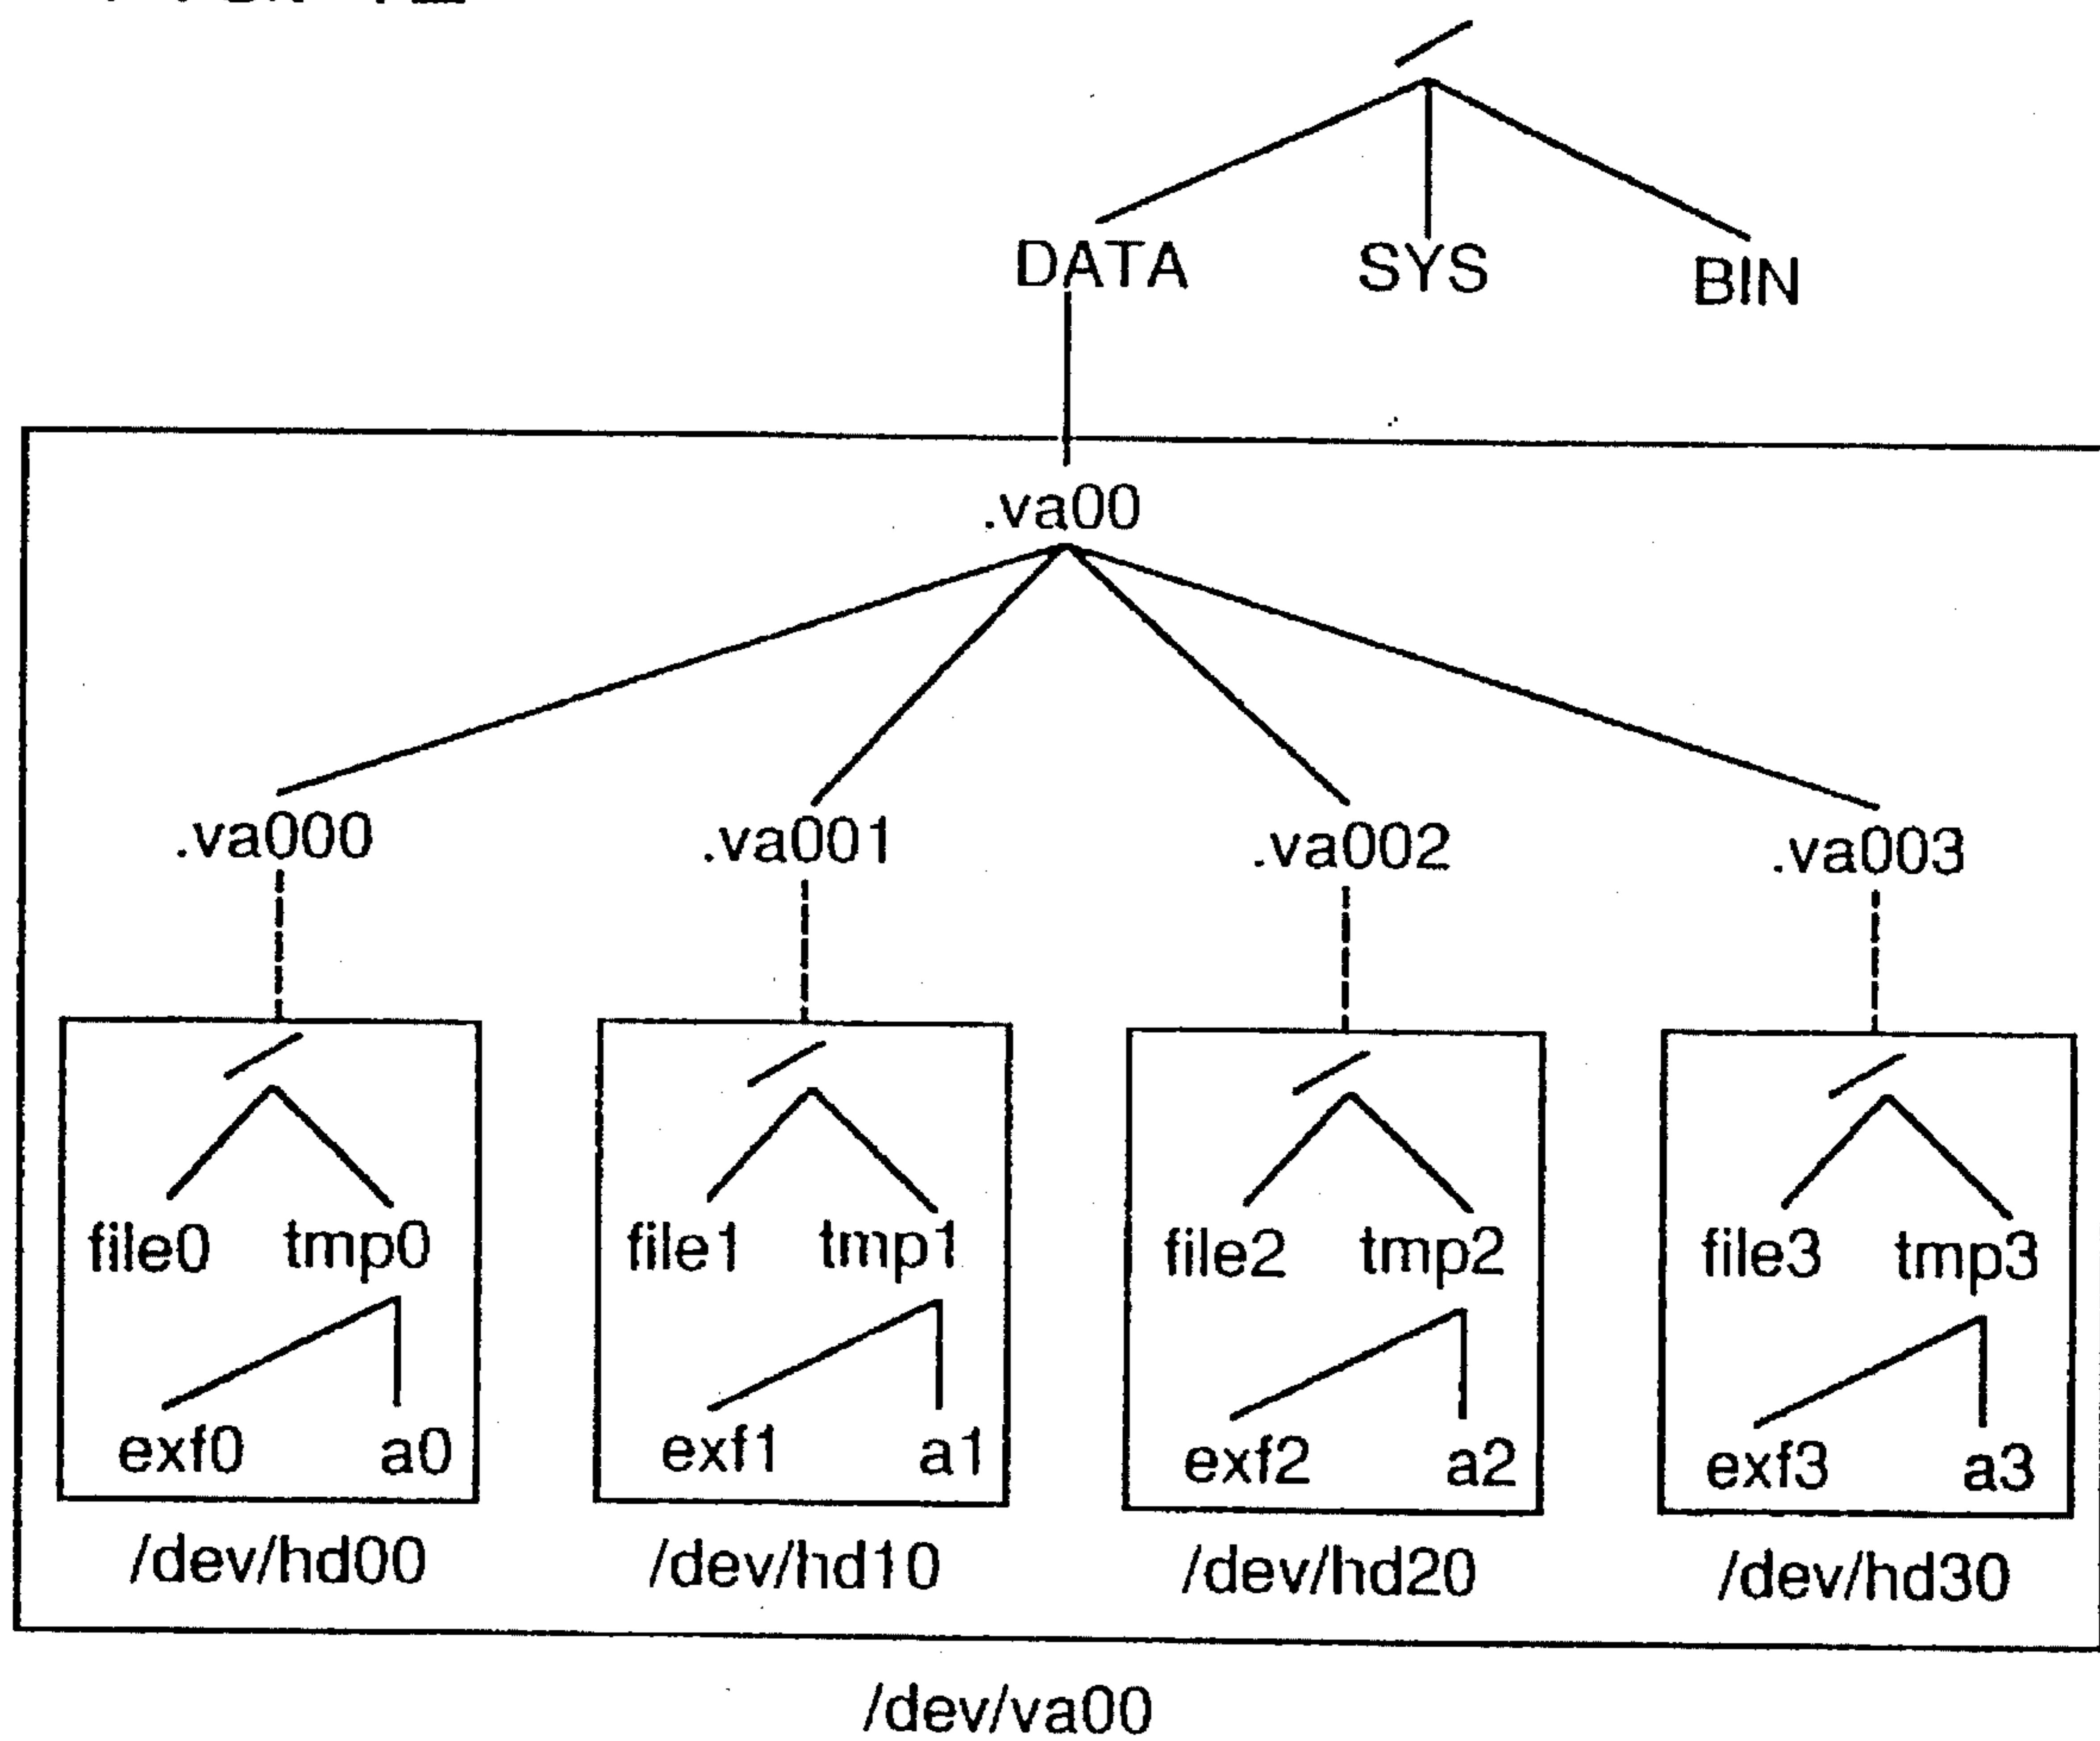 /
DATA SYS BIN
.va00
.va000 .va001 .va002 .va003
/ / / /
file0 tmp0 file1 tmp1 file2 tmp2 file3 tmp3
exf0 a0 exf1 a1 exf2 a2 exf3 a3
/dev/hd00 /dev/hd10 /dev/hd20 /dev/hd30
/dev/va00